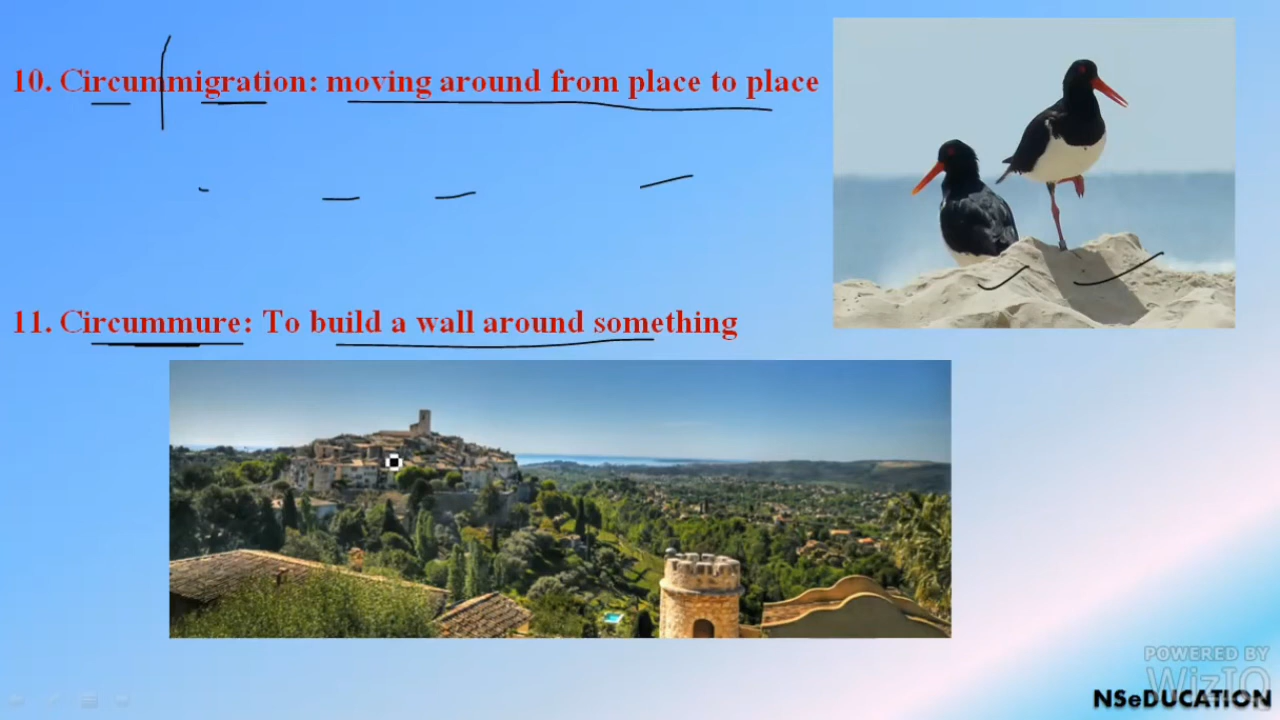 10. Circummigration: moving around from place to place
11. Circummure: To build a wall around something
POWERED BY
WizIQ
NSeDUCATION